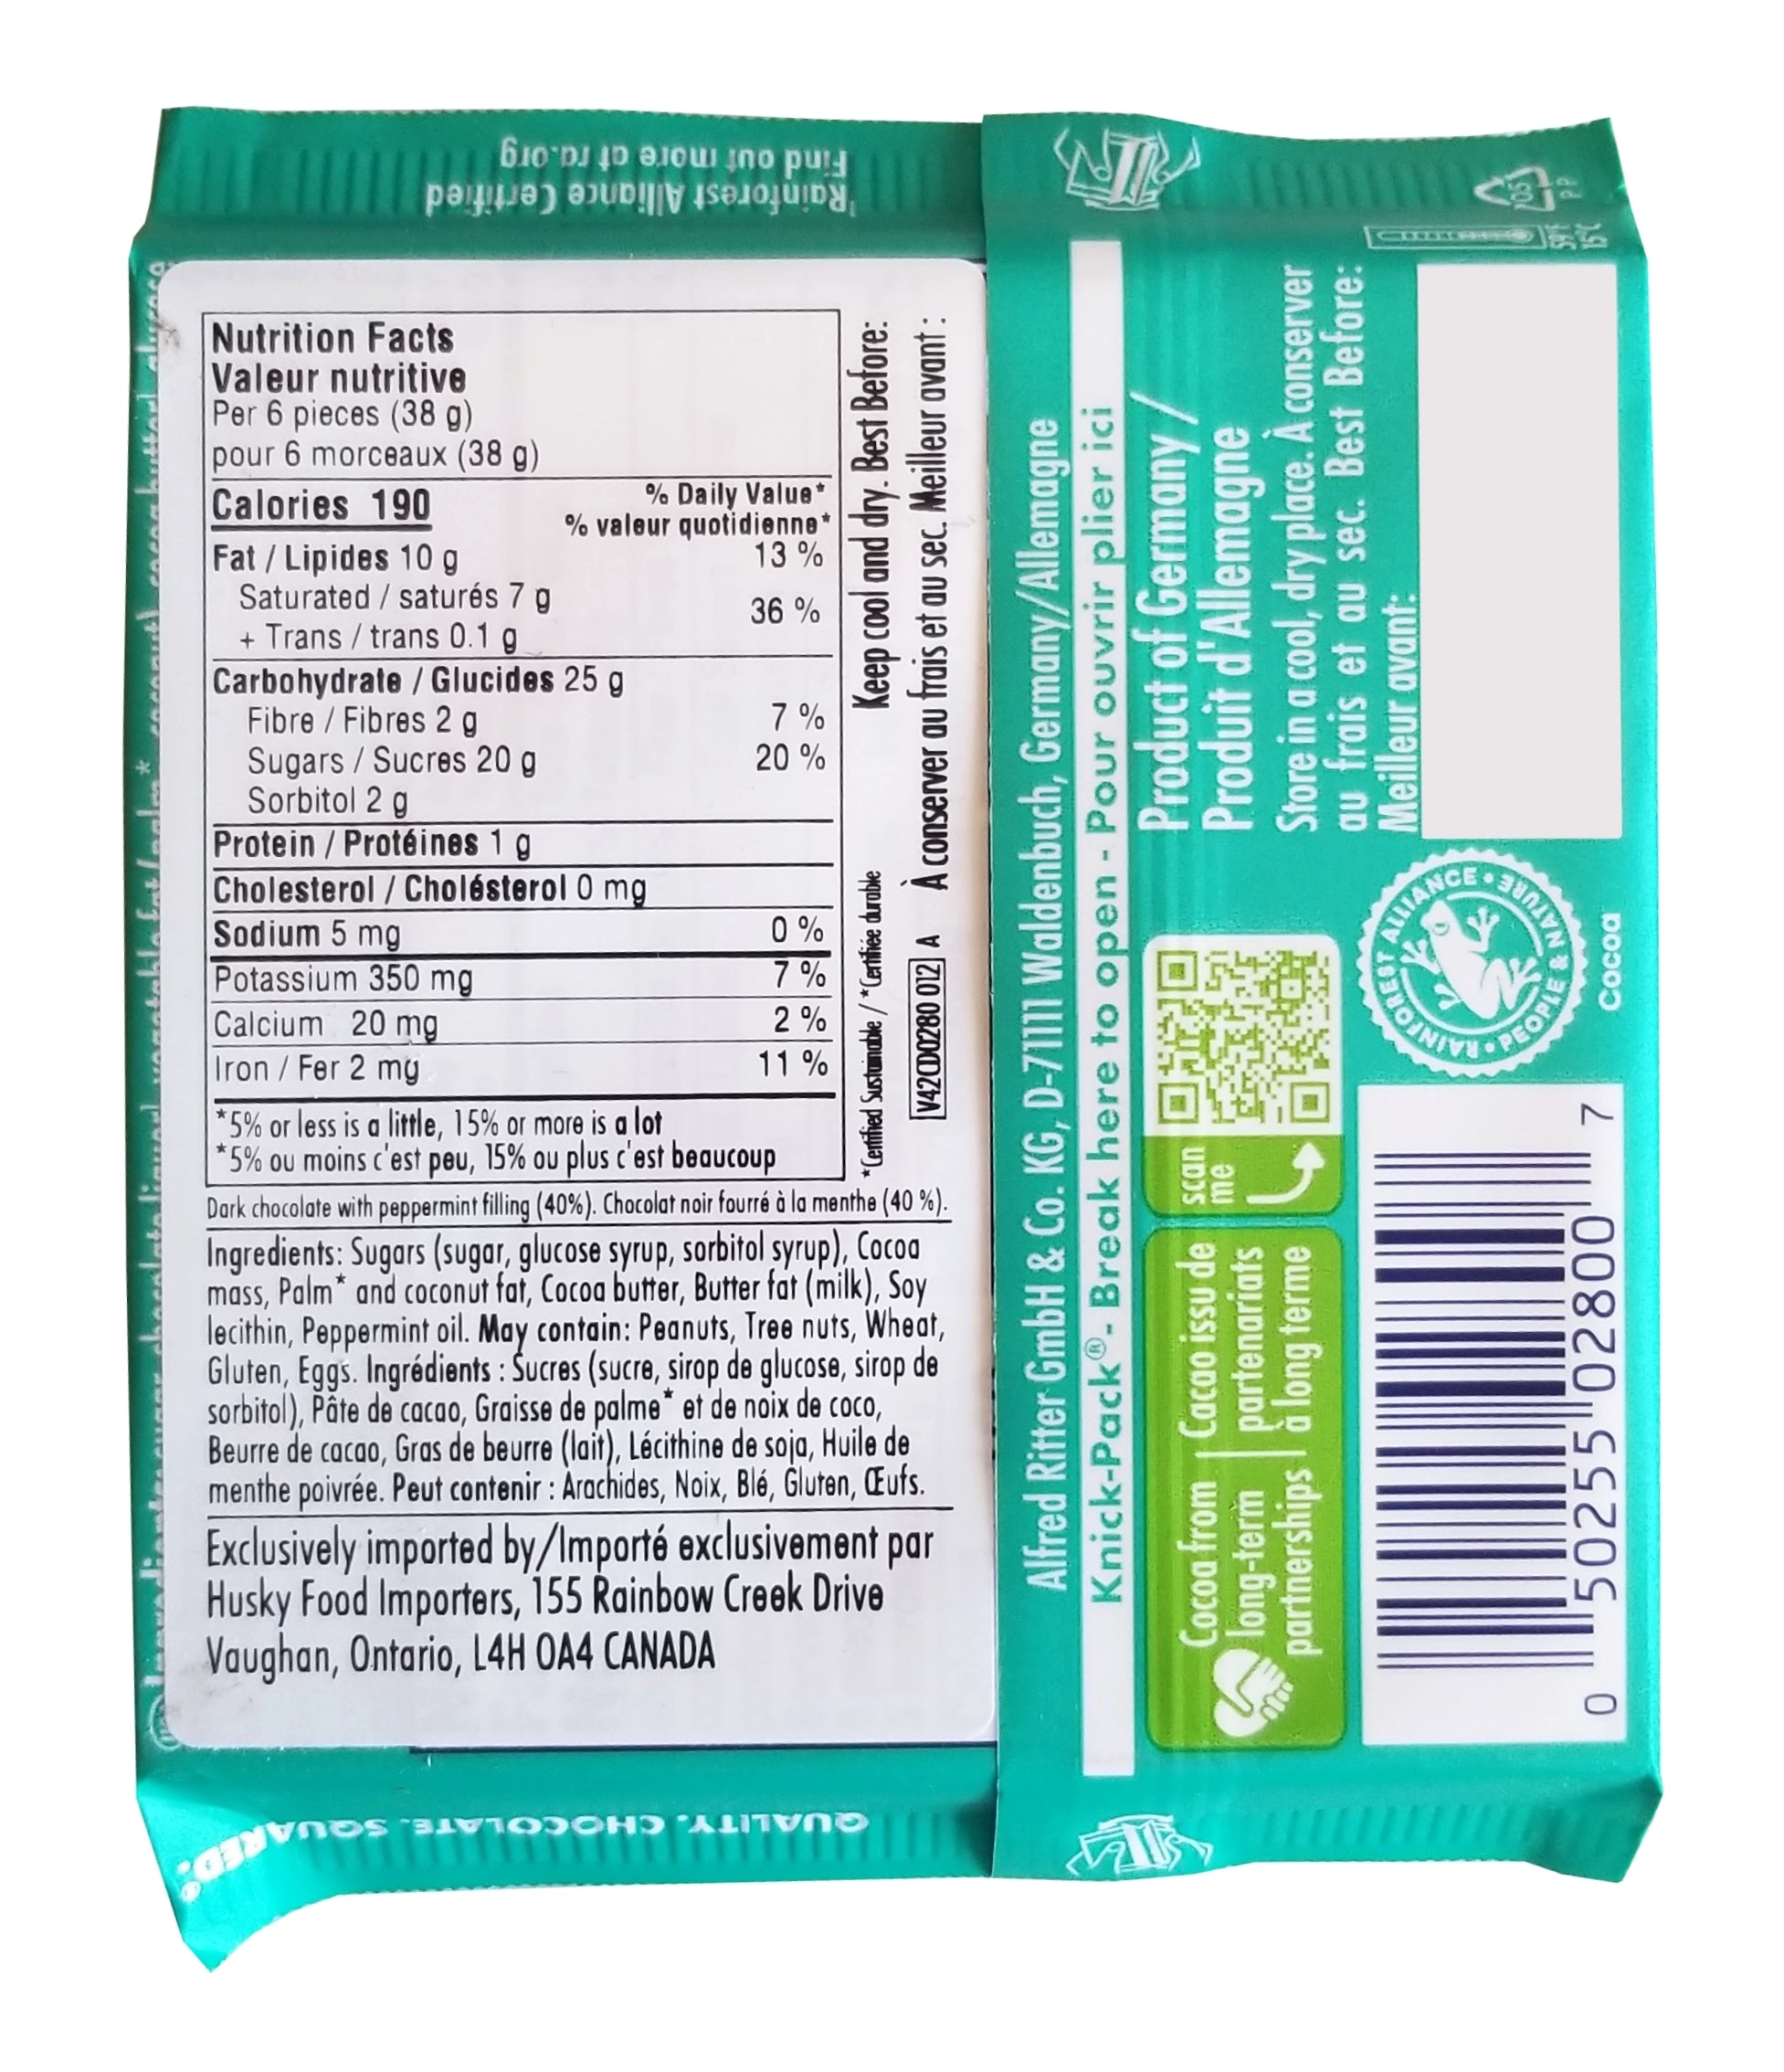 'Rainforest Alliance Certified
Find out more at ra.org
Nutrition Facts
Valeur nutritive
Per 6 pieces (38 g)
pour 6 morceaux (38 g)
Calories 190
% Daily Value*
% valeur quotidienne*
Fat / Lipides 10 g 13 %
Saturated / saturés 7 g
+ Trans / trans 0.1 g 36 %
Carbohydrate / Glucides 25 g
Fibre / Fibres 2 g 7 %
Sugars / Sucres 20 g 20 %
Sorbitol 2 g
Protein / Protéines 1 g
Cholesterol / Cholésterol 0 mg
Sodium 5 mg 0 %
Potassium 350 mg 7 %
Calcium 20 mg 2 %
Iron / Fer 2 mg 11 %
*5% or less is a little, 15% or more is a lot
*5% ou moins c'est peu, 15% ou plus c'est beaucoup
Keep cool and dry. Best Before:
À conserver au frais et au sec. Meilleur avant :
*Certified Sustainable / *Certifiée durable
V42CD0280 012 A
Dark chocolate with peppermint filling (40%). Chocolat noir fourré à la menthe (40 %).
Ingredients: Sugars (sugar, glucose syrup, sorbitol syrup), Cocoa
mass, Palm* and coconut fat, Cocoa butter, Butter fat (milk), Soy
lecithin, Peppermint oil. May contain: Peanuts, Tree nuts, Wheat,
Gluten, Eggs. Ingrédients : Sucres (sucre, sirop de glucose, sirop de
sorbitol), Pâte de cacao, Graisse de palme* et de noix de coco,
Beurre de cacao, Gras de beurre (lait), Lécithine de soja, Huile de
menthe poivrée. Peut contenir : Arachides, Noix, Blé, Gluten, Œufs.
Exclusively imported by/Importé exclusivement par
Husky Food Importers, 155 Rainbow Creek Drive
Vaughan, Ontario, L4H 0A4 CANADA
QUALITY. CHOCOLATE. SQUARED.®
Alfred Ritter GmbH & Co. KG, D-71111 Waldenbuch, Germany/Allemagne
Knick-Pack® - Break here to open - Pour ouvrir plier ici
Cocoa from
long-term
partnerships
Cacao issu de
partenariats
à long terme
scan
me
Product of Germany /
Produit d'Allemagne
Store in a cool, dry place. À conserver
au frais et au sec. Best Before:
Meilleur avant:
59°F
15°C
05
PP
RAINFOREST ALLIANCE • PEOPLE & NATURE •
Cocoa
0 50255 02800 7